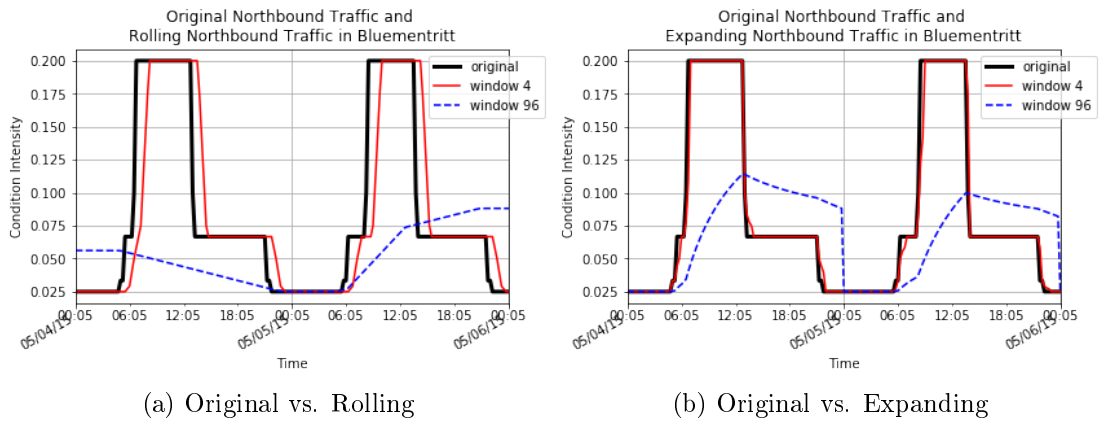 Original Northbound Traffic and
Rolling Northbound Traffic in Bluementritt
0.200
0.175
0.150
0.125
0.100
0.075
0.050
0.025
Condition Intensity
original
window 4
window 96
00:05
06:05
12:05
18:05
00:05
06:05
12:05
18:05
00:05
05/04/15
05/05/15
05/06/15
Time
(a) Original vs. Rolling
Original Northbound Traffic and
Expanding Northbound Traffic in Bluementritt
0.200
0.175
0.150
0.125
0.100
0.075
0.050
0.025
Condition Intensity
original
window 4
window 96
00:05
06:05
12:05
18:05
00:05
06:05
12:05
18:05
00:05
05/04/15
05/05/15
05/06/15
Time
(b) Original vs. Expanding